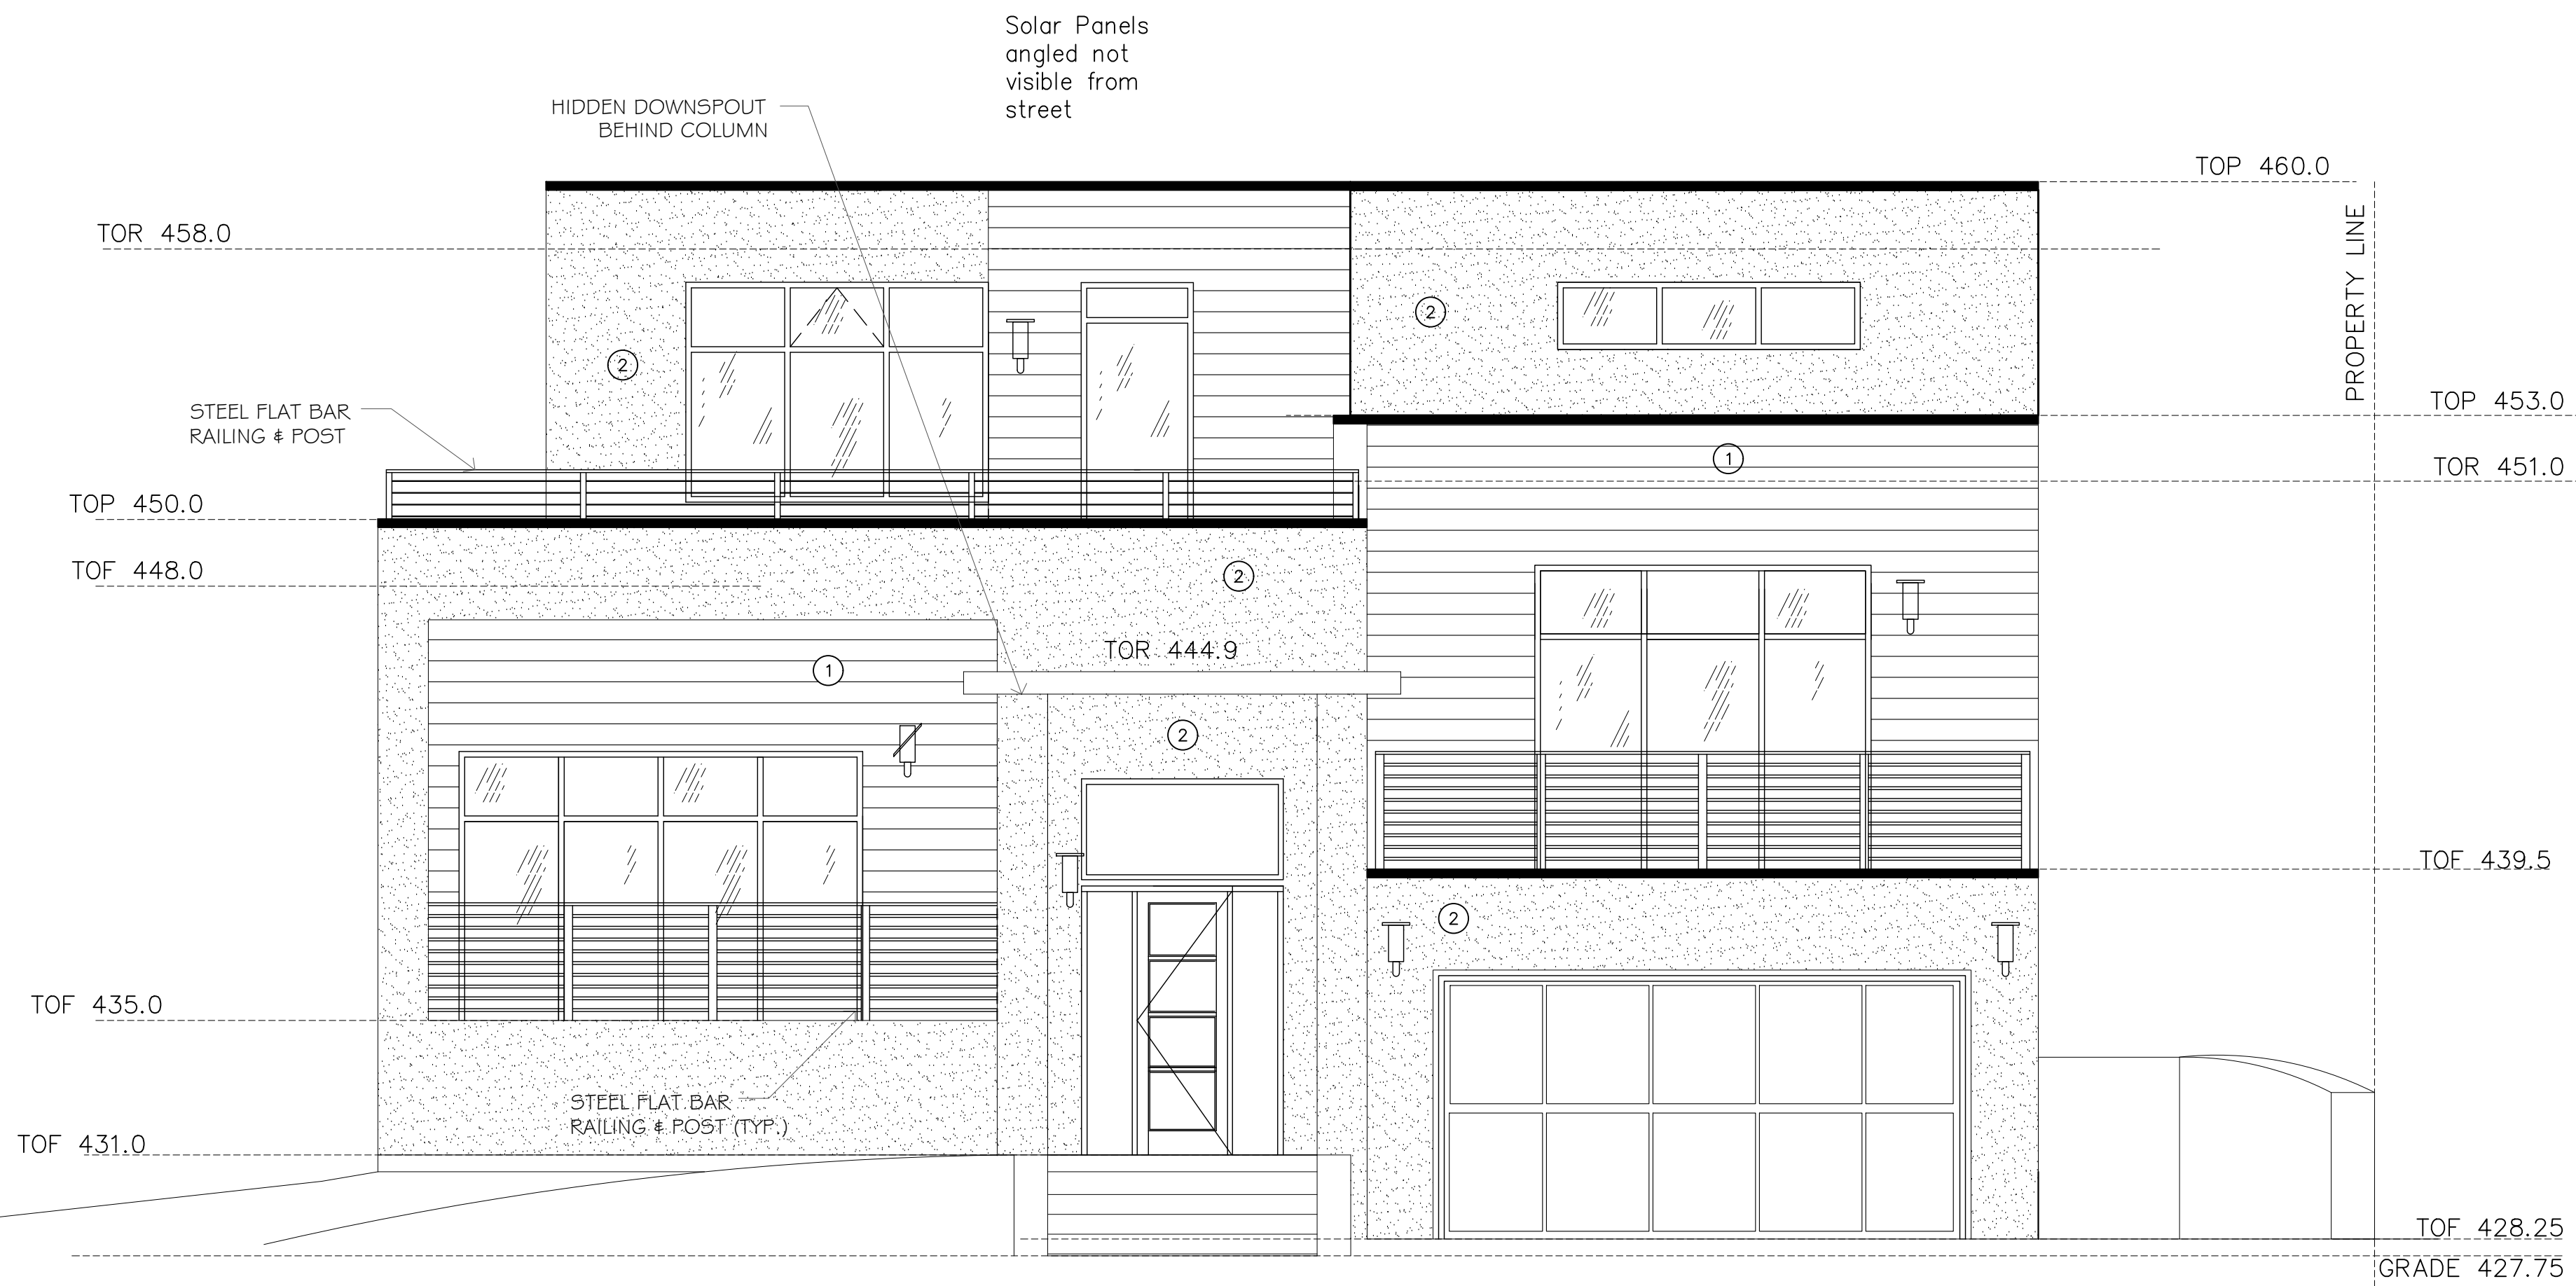 Solar Panels
angled not
visible from
street
HIDDEN DOWNSPOUT
BEHIND COLUMN
TOP 460.0
TOR 458.0
PROPERTY LINE
2
2
STEEL FLAT BAR
RAILING & POST
TOP 453.0
1
TOR 451.0
TOP 450.0
TOF 448.0
2
TOR 444.9
1
2
TOF 439.5
2
TOF 435.0
STEEL FLAT BAR
RAILING & POST (TYP.)
TOF 431.0
TOF 428.25
GRADE 427.75